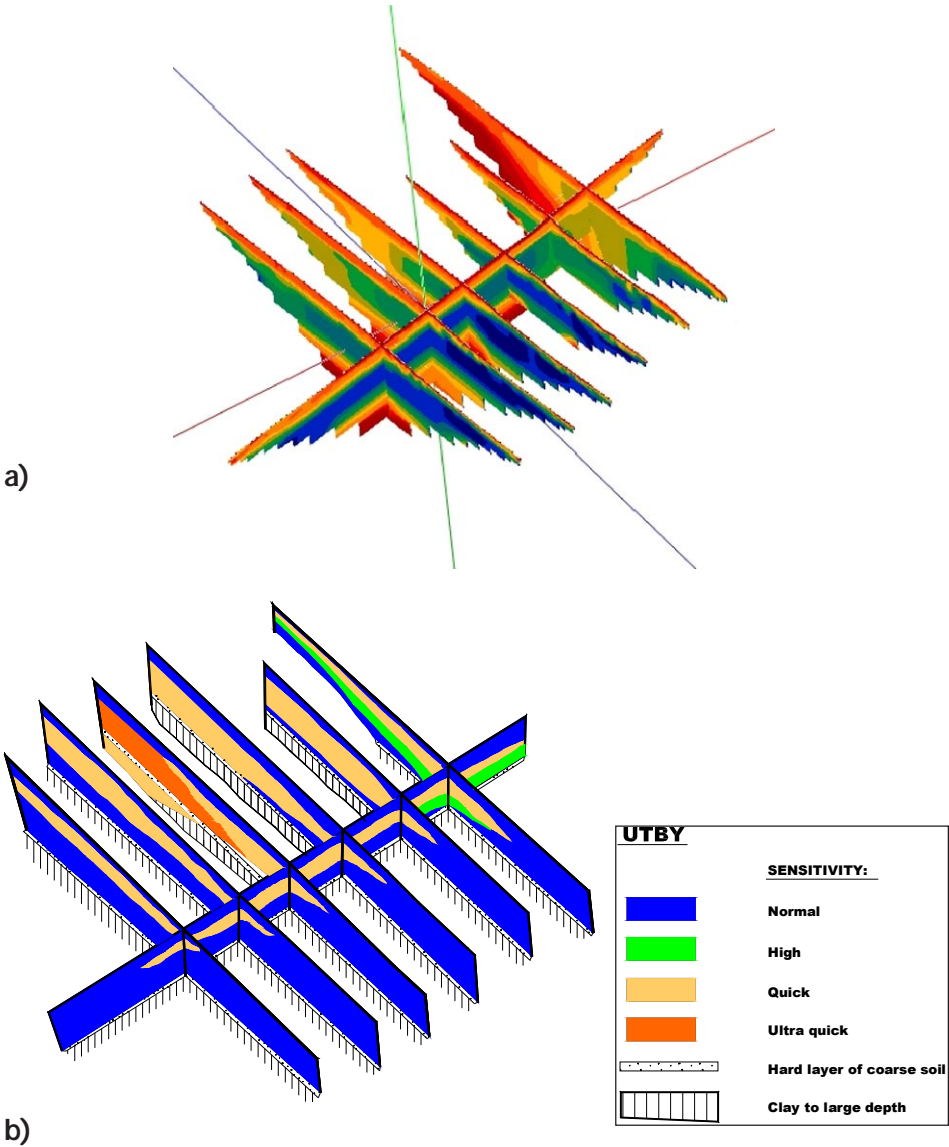 a)
UTBY
SENSITIVITY:
Normal
High
Quick
Ultra quick
Hard layer of coarse soil
Clay to large depth
b)